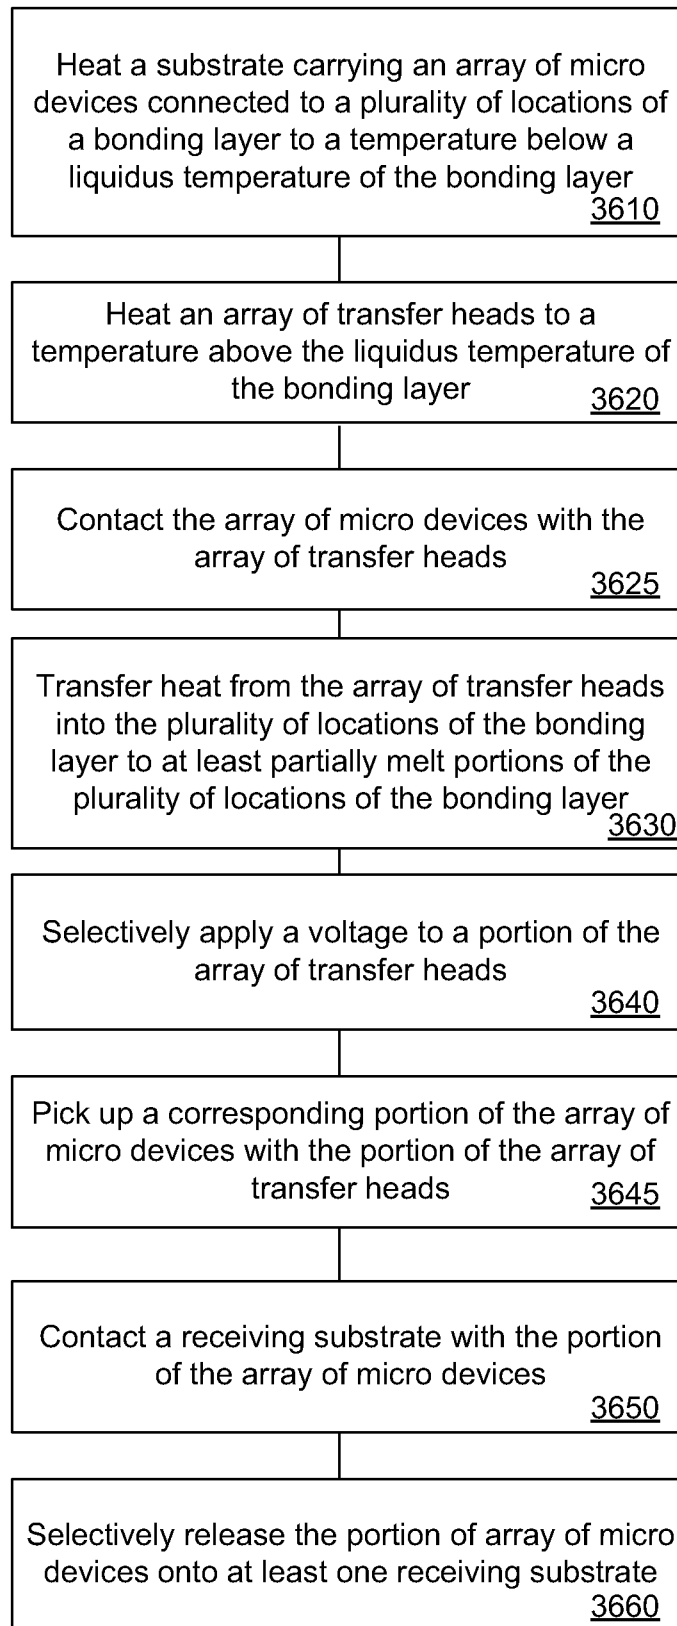 Heat a substrate carrying an array of micro
devices connected to a plurality of locations of
a bonding layer to a temperature below a
liquidus temperature of the bonding layer
3610
Heat an array of transfer heads to a
temperature above the liquidus temperature of
the bonding layer
3620
Contact the array of micro devices with the
array of transfer heads
3625
Transfer heat from the array of transfer heads
into the plurality of locations of the bonding
layer to at least partially melt portions of the
plurality of locations of the bonding layer
3630
Selectively apply a voltage to a portion of the
array of transfer heads
3640
Pick up a corresponding portion of the array of
micro devices with the portion of the array of
transfer heads
3645
Contact a receiving substrate with the portion
of the array of micro devices
3650
Selectively release the portion of array of micro
devices onto at least one receiving substrate
3660